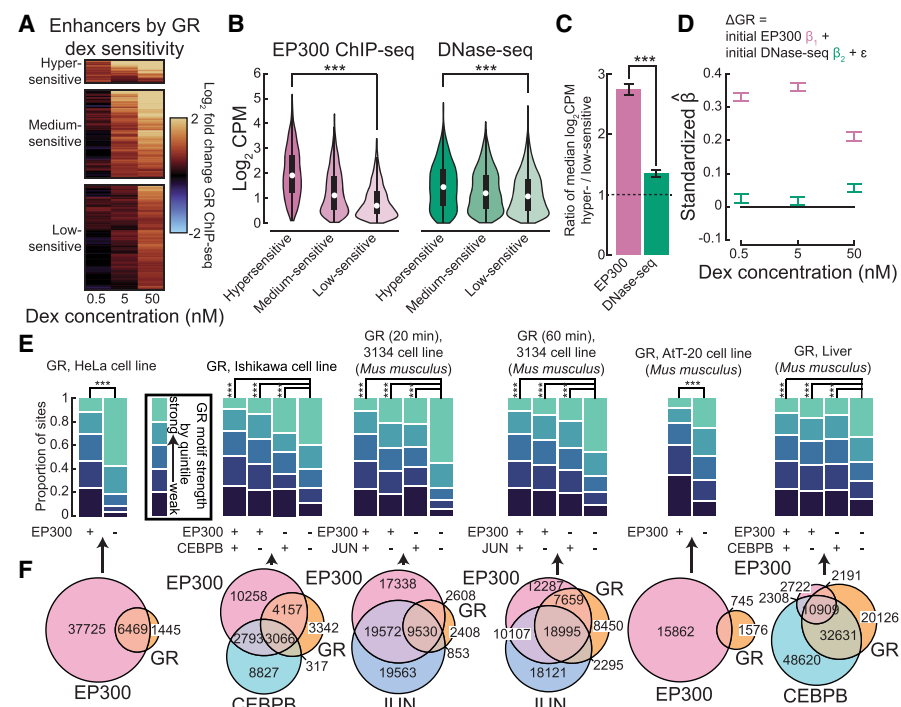 A
Enhancers by GR
dex sensitivity
Hyper-
sensitive
Medium-
sensitive
Low-
sensitive
2
-2
Log2 fold change GR ChIP-seq
0.5 5 50
Dex concentration (nM)
B
EP300 ChIP-seq DNase-seq
*** ***
Log2 CPM
6
5
4
3
2
1
0
Hypersensitive
Medium-sensitive
Low-sensitive
Hypersensitive
Medium-sensitive
Low-sensitive
C
***
Ratio of median log2CPM
hyper- / low-sensitive
3
2
1
0
EP300
DNase-seq
D
ΔGR =
initial EP300 β1 +
initial DNase-seq β2 + ε
Standardized β̂
0.4
0.3
0.2
0.1
0
-0.1
0.5 5 50
Dex concentration (nM)
E
GR, HeLa cell line
***
Proportion of sites
1
0.8
0.6
0.4
0.2
0
EP300 + -
GR motif strength
by quintile
weak strong
GR, Ishikawa cell line
*** *** ***
EP300 + + - -
CEBPB + - + -
GR (20 min),
3134 cell line
(Mus musculus)
*** *** ***
EP300 + + - -
JUN + - + -
GR (60 min),
3134 cell line
(Mus musculus)
*** *** ***
EP300 + + - -
JUN + - + -
GR, AtT-20 cell line
(Mus musculus)
***
EP300 + -
GR, Liver
(Mus musculus)
*** *** ***
EP300 + + - -
CEBPB + - + -
F
37725 6469 1445
GR
EP300
EP300
10258
4157
2793 3066 3342
GR
8827 317
CEBPB
EP300
17338
2608
GR
19572 9530 2408
853
19563
JUN
EP300
12287
7659 GR
10107 18995 8450
18121 2295
JUN
15862
745
1576
GR
EP300
EP300
2722 2191
2308 10909 20126
32631
GR
48620
CEBPB